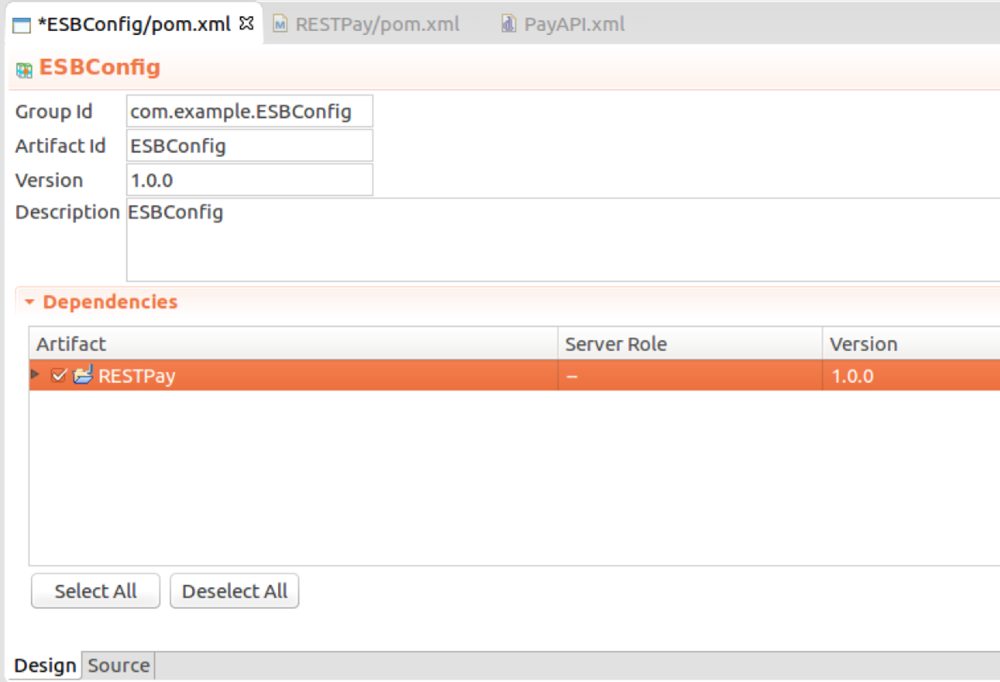 *ESBConfig/pom.xml RESTPay/pom.xml PayAPI.xml
ESBConfig
Group Id com.example.ESBConfig
Artifact Id ESBConfig
Version 1.0.0
Description ESBConfig
Dependencies
Artifact Server Role Version
RESTPay -- 1.0.0
Select All Deselect All
Design Source